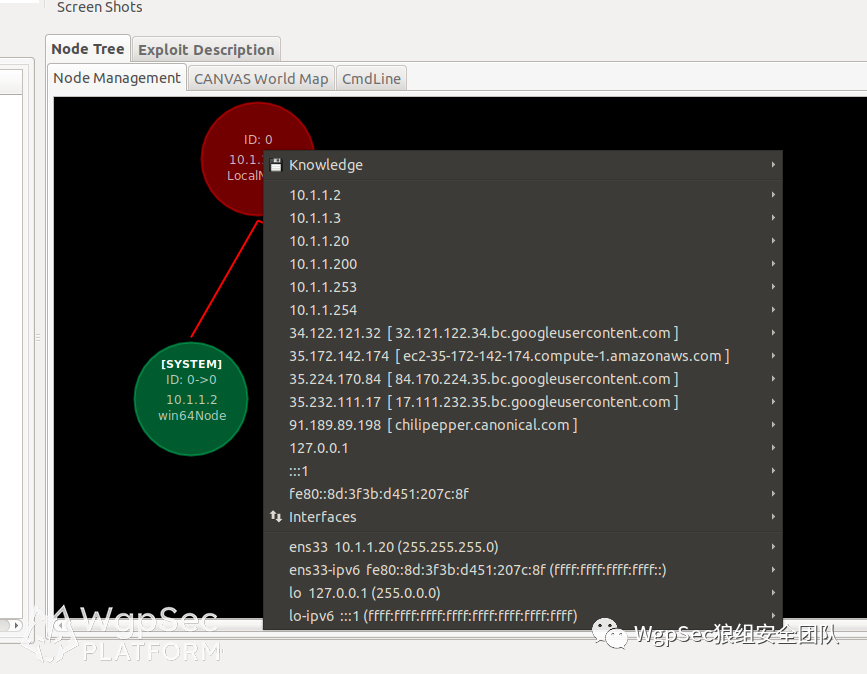 Screen Shots
Node Tree
Exploit Description
Node Management
CANVAS World Map
CmdLine
ID: 0
10.1.
LocalN
Knowledge
10.1.1.2
10.1.1.3
10.1.1.20
10.1.1.200
10.1.1.253
10.1.1.254
34.122.121.32 [ 32.121.122.34.bc.googleusercontent.com ]
35.172.142.174 [ ec2-35-172-142-174.compute-1.amazonaws.com ]
35.224.170.84 [ 84.170.224.35.bc.googleusercontent.com ]
35.232.111.17 [ 17.111.232.35.bc.googleusercontent.com ]
91.189.89.198 [ chilipepper.canonical.com ]
127.0.0.1
:::1
fe80::8d:3f3b:d451:207c:8f
Interfaces
ens33 10.1.1.20 (255.255.255.0)
ens33-ipv6 fe80::8d:3f3b:d451:207c:8f (ffff:ffff:ffff:ffff::)
lo 127.0.0.1 (255.0.0.0)
lo-ipv6 :::1 (ffff:ffff:ffff:ffff:ffff:ffff:ffff:ffff)
[SYSTEM]
ID: 0->0
10.1.1.2
win64Node
WgpSec
PLATFORM
WgpSec狼组安全团队